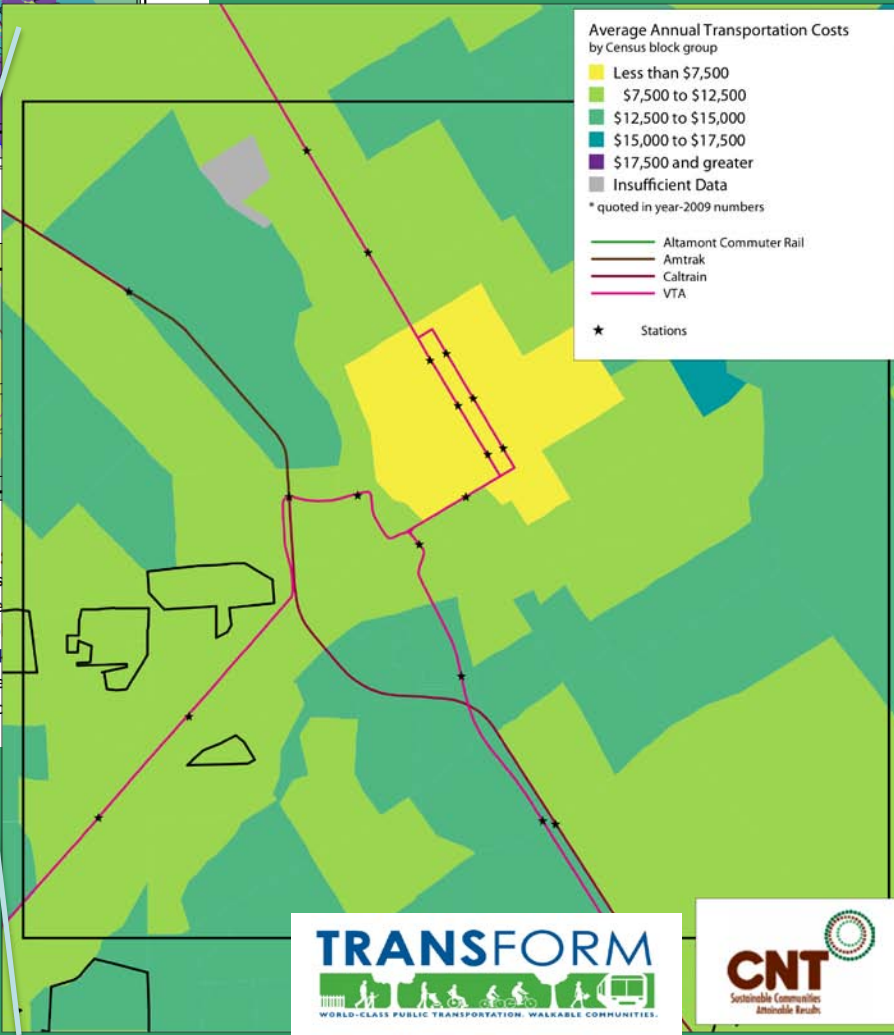 Average Annual Transportation Costs
by Census block group
Less than $7,500
$7,500 to $12,500
$12,500 to $15,000
$15,000 to $17,500
$17,500 and greater
Insufficient Data
* quoted in year-2009 numbers
Altamont Commuter Rail
Amtrak
Caltrain
VTA
Stations
TRANSFORM
WORLD-CLASS PUBLIC TRANSPORTATION. WALKABLE COMMUNITIES.
CNT
Sustainable Communities
Attainable Results